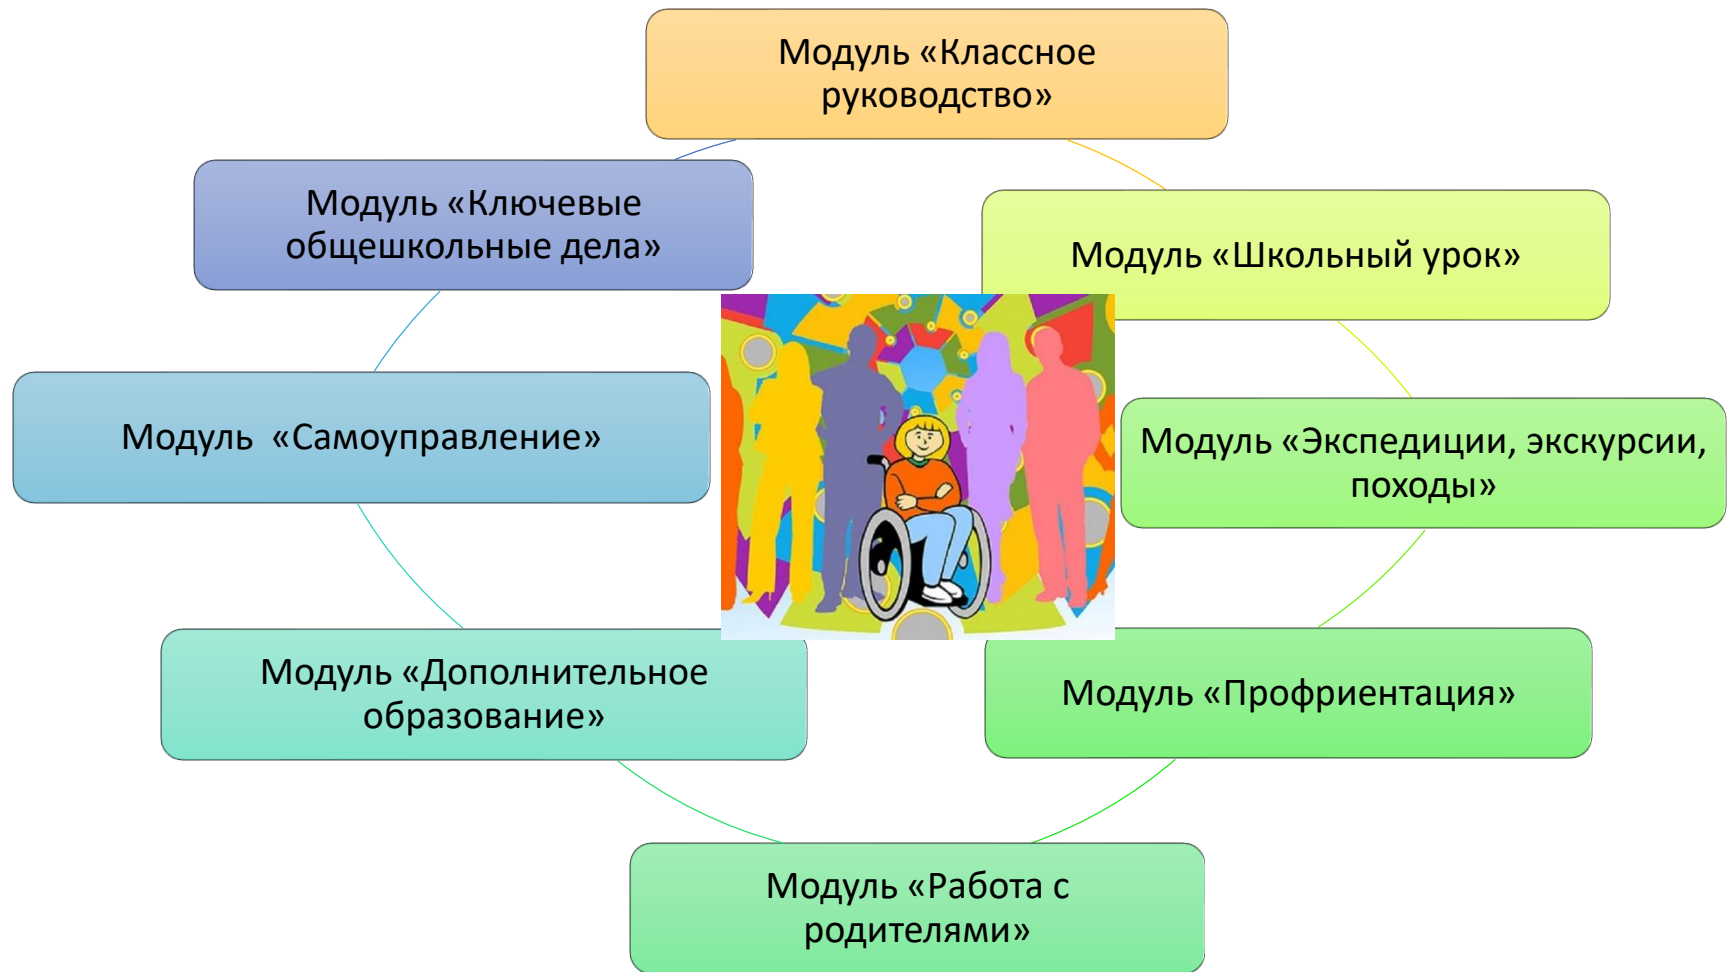 Модуль «Классное
руководство»
Модуль «Ключевые
общешкольные дела»
Модуль «Школьный урок»
Модуль «Самоуправление»
Модуль «Экспедиции, экскурсии,
походы»
Модуль «Дополнительное
образование»
Модуль «Профриентация»
Модуль «Работа с
родителями»